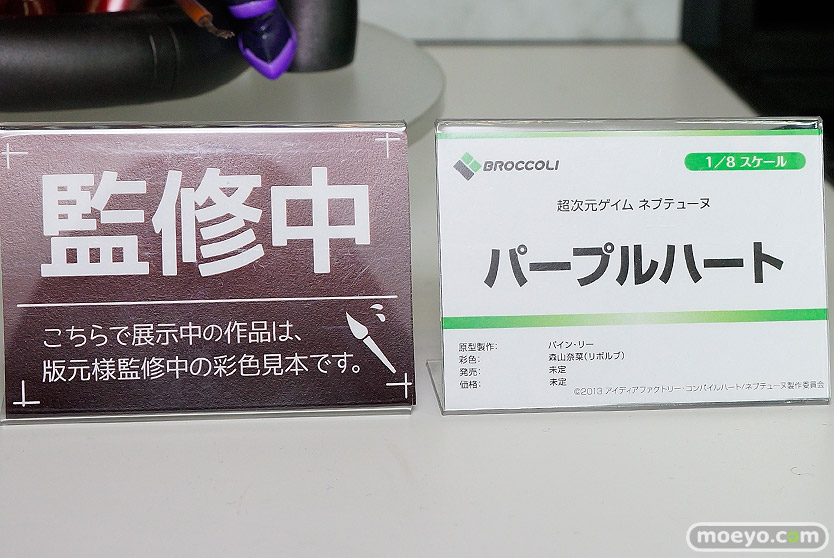 監修中
こちらで展示中の作品は、
版元様監修中の彩色見本です。
BROCCOLI
1/8 スケール
超次元ゲイム ネプテューヌ
パープルハート
原型製作: パイン・リー
彩色: 森山奈菜(リボルブ)
発売: 未定
価格: 未定
©2013 アイディアファクトリー・コンパイルハート/ネプテューヌ製作委員会
moeyo.com